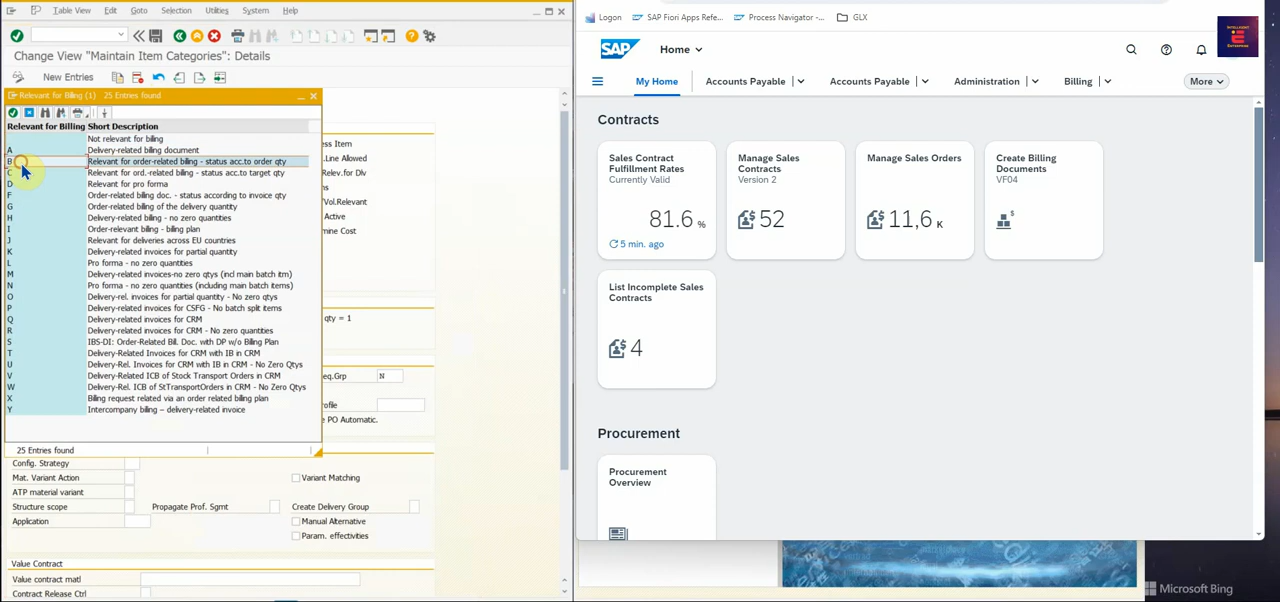 Table View Edit Goto Selection Utilities System Help
Change View "Maintain Item Categories": Details
New Entries
Relevant for Billing (1) 25 Entries found
Relevant for Billing Short Description
Not relevant for billing
A Delivery-related billing document
B Relevant for order-related billing - status acc.to order qty
C Relevant for ord.-related billing - status acc.to target qty
D Relevant for pro forma
F Order-related billing doc. - status according to invoice qty
G Order-related billing of the delivery quantity
H Delivery-related billing - no zero quantities
I Order-relevant billing - billing plan
J Relevant for deliveries across EU countries
K Delivery-related invoices for partial quantity
L Pro forma - no zero quantities
M Delivery-related invoices-no zero qtys (incl main batch itm)
N Pro forma - no zero quantities (including main batch items)
O Delivery-rel. invoices for partial quantity - No zero qtys
P Delivery-related invoices for CSFG - No batch split items
Q Delivery-related invoices for CRM
R Delivery-related invoices for CRM - No zero quantities
S IBS-DI: Order-Related Bill. Doc. with DP w/o Billing Plan
T Delivery-Related Invoices for CRM with IB in CRM
U Delivery-Rel. Invoices for CRM with IB in CRM - No Zero Qtys
V Delivery-Related ICB of Stock Transport Orders in CRM
W Delivery-Rel. ICB of StTransportOrders in CRM - No Zero Qtys
X Billing request related via an order related billing plan
Y Intercompany billing – delivery-related invoice
25 Entries found
ss Item
.Line Allowed
Relev.for Dlv
ns
/Vol.Relevant
Active
mine Cost
qty = 1
eq.Grp N
ofile
e PO Automatic.
Config. Strategy
Mat. Variant Action Variant Matching
ATP material variant
Structure scope Propagate Prof. Sgmt Create Delivery Group
Application Manual Alternative
Param. effectivities
Value Contract
Value contract matl
Contract Release Ctrl
Logon SAP Fiori Apps Refe... Process Navigator -... GLX
SAP Home
INTELLIGENT
ENTERPRISE
My Home Accounts Payable Accounts Payable Administration Billing More
Contracts
Sales Contract
Fulfillment Rates
Currently Valid
81.6 %
5 min. ago
Manage Sales
Contracts
Version 2
52
Manage Sales Orders
11,6 K
Create Billing
Documents
VF04
List Incomplete Sales
Contracts
4
Procurement
Procurement
Overview
Microsoft Bing